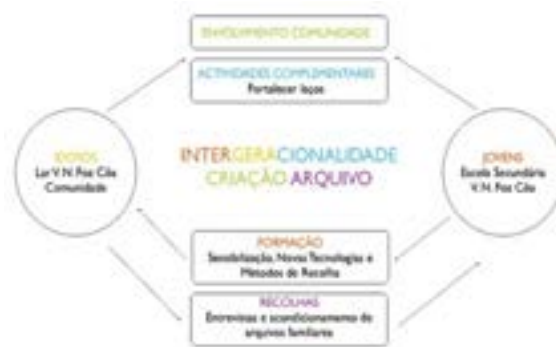 ENVOLVIMENTO COMUNIDADE
ACTIVIDADES COMPLEMENTARES
Fortalecer laços
IDOSOS
Lar V. N. Foz Côa
Comunidade
INTERGERACIONALIDADE
CRIAÇÃO ARQUIVO
JOVENS
Escola Secundária
V. N. Foz Côa
FORMAÇÃO
Sensibilização, Novas Tecnologias e
Métodos de Recolha
RECOLHAS
Entrevistas e acondicionamento de
arquivos familiares